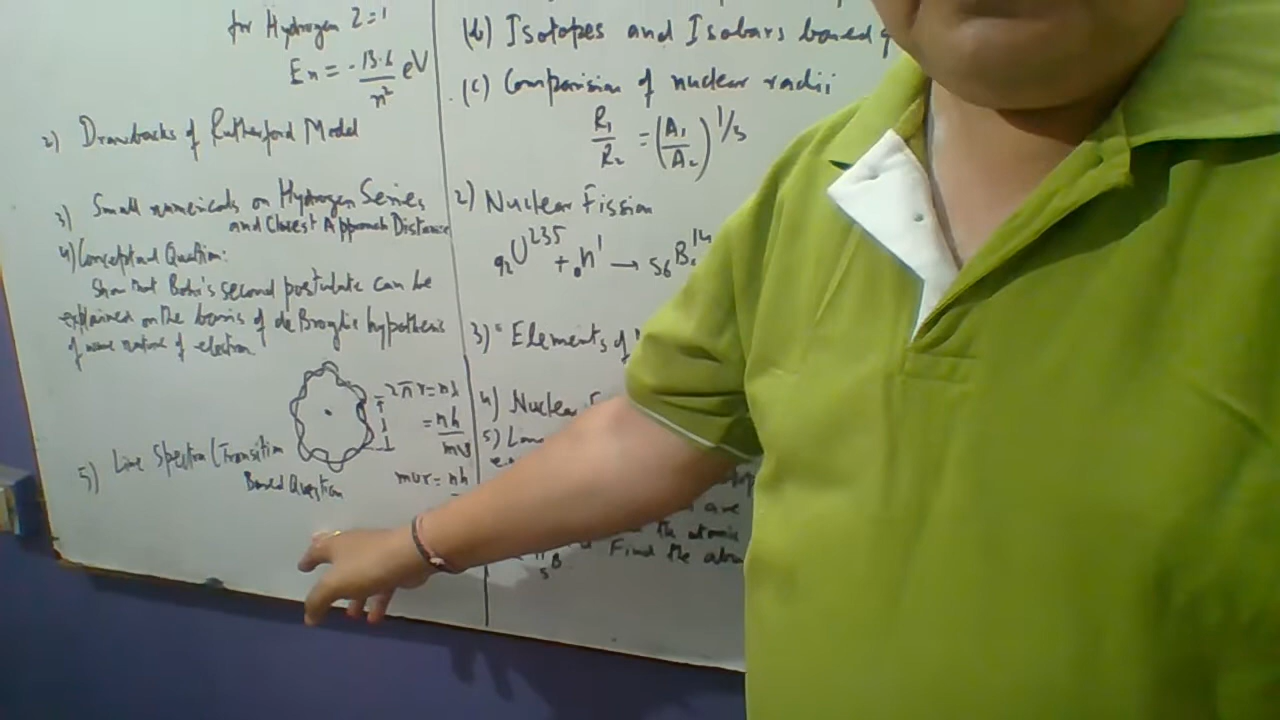 for Hydrogen Z=1
En = -13.6/n² eV
2) Drawbacks of Rutherford Model
3) Small numericals on Hydrogen Series
and Closest Approach Distance
4) Conceptual Question:
Show that Bohr's second postulate can be
explained on the basis of de Broglie hypothesis
of wave nature of electron
2πr = nλ
= nh/mv
mvr = nh
5) Line Spectra (Transition
Based Question
(b) Isotopes and Isobars based
(c) Comparision of nuclear radii
R₁/R₂ = (A₁/A₂)^1/3
2) Nuclear Fission
₉₂U²³⁵ + ₀n¹ → ₅₆Ba¹⁴
3) Elements of
4) Nuclear
5)
are
the atomic
₅B Find the